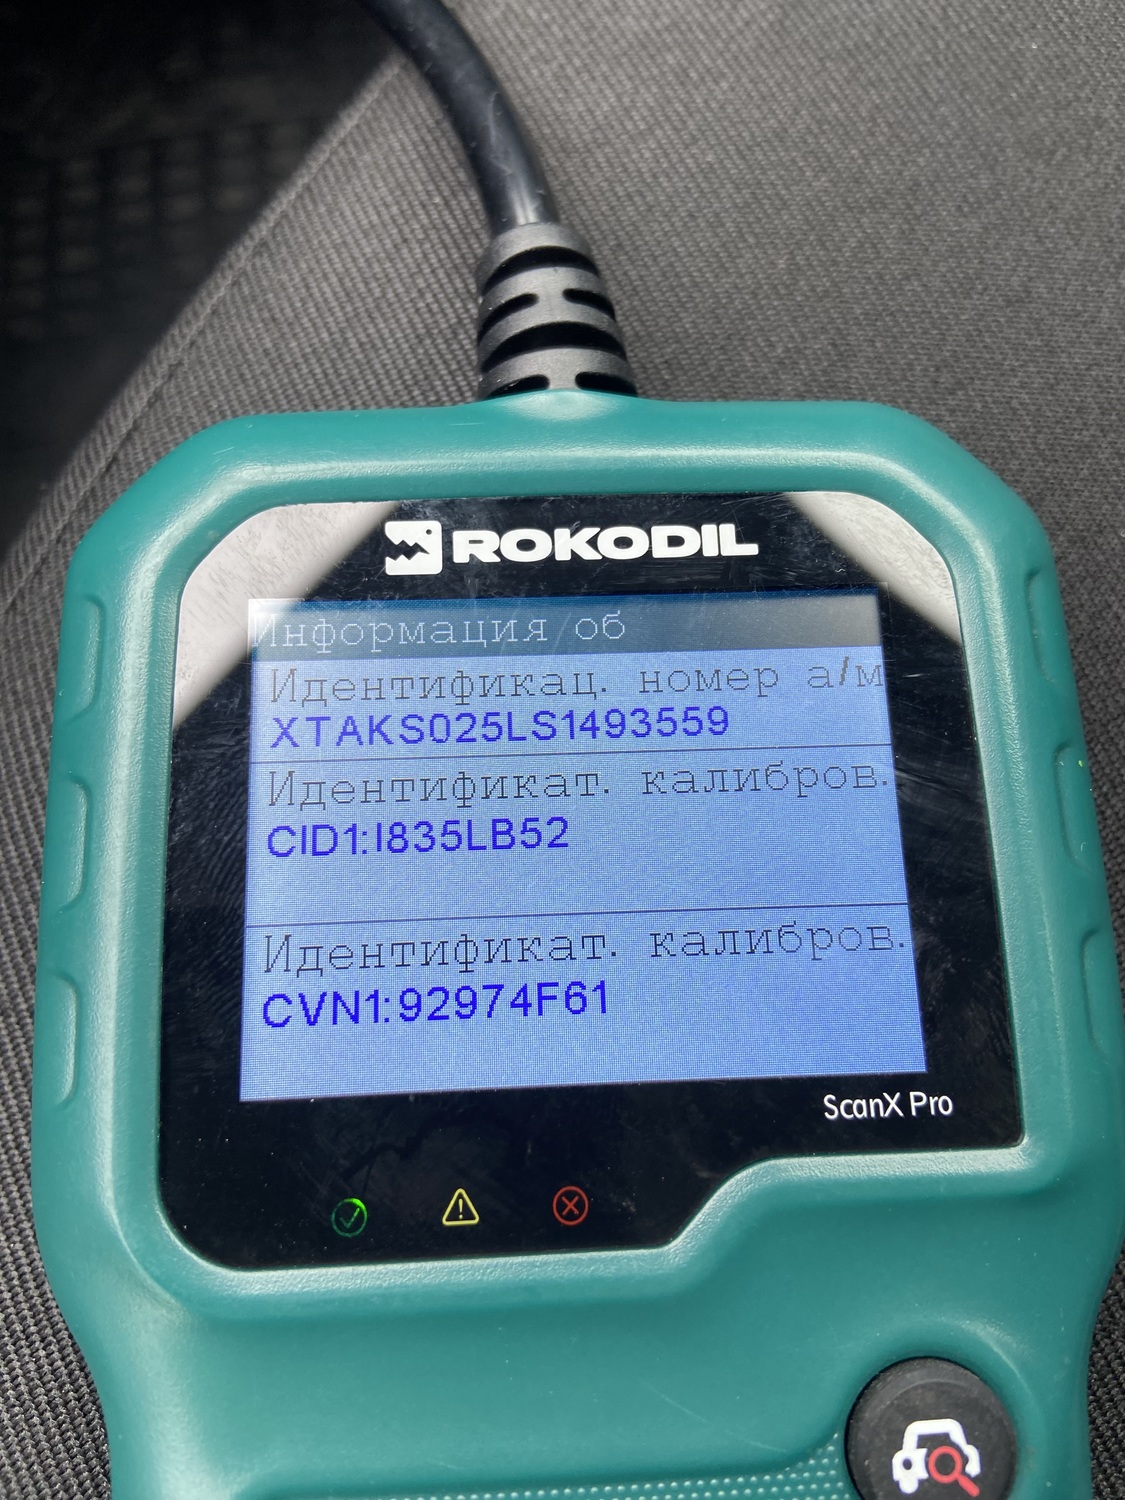 ROKODIL
Информация об
Идентификац. номер а/м
XTAKS025LS1493559
Идентификат. калибров.
CID1:I835LB52
Идентификат. калибров.
CVN1:92974F61
ScanX Pro